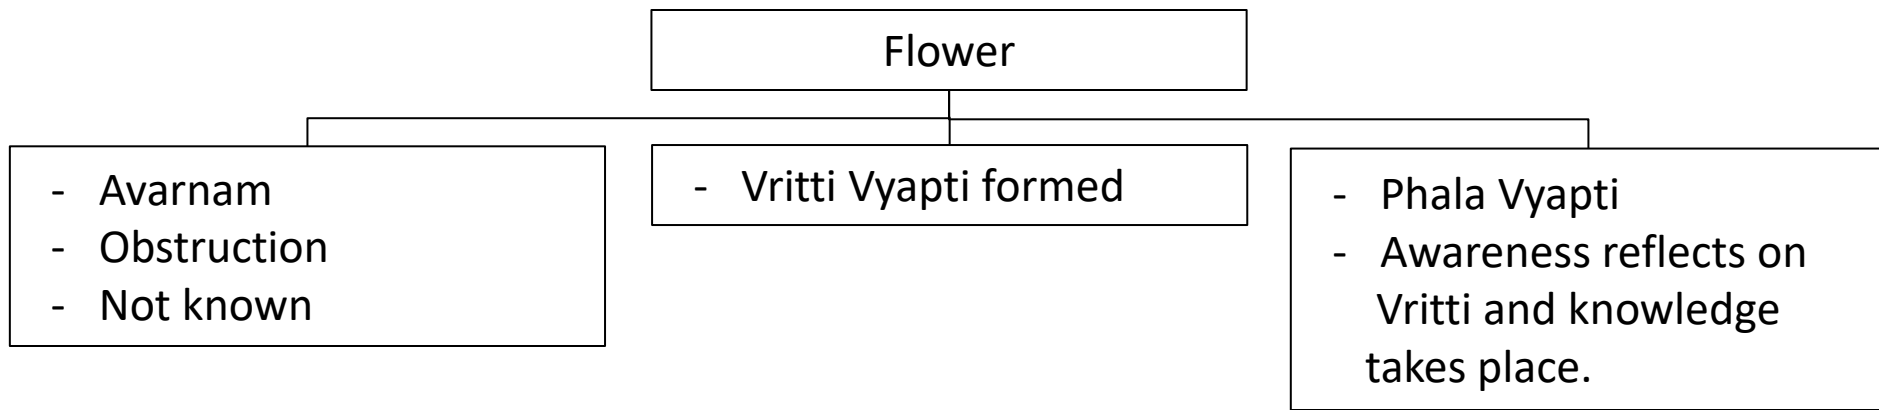 Flower
- Avarnam
- Obstruction
- Not known
- Vritti Vyapti formed
- Phala Vyapti
- Awareness reflects on
Vritti and knowledge
takes place.